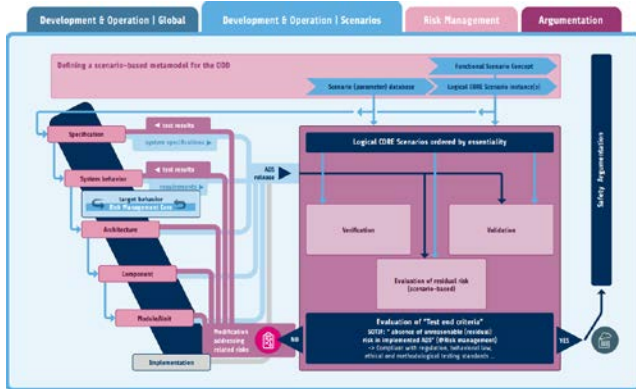 Development & Operation | Global
Development & Operation | Scenarios
Risk Management
Argumentation
Defining a scenario-based metamodel for the ODD
Functional Scenario Concept
Scenario (parameter) database
Logical CORE Scenario instance(s)
Specification
◄ test results
system specifications ►
System behavior
◄ test results
requirements ►
target behavior
Risk Management Core
Architecture
Component
Module/Unit
Implementation
ADS
release
Logical CORE Scenarios ordered by essentiality
Verification
Validation
Evaluation of residual risk
(scenario-based)
Modification
addressing
related risks
NO
Evaluation of "Test end criteria"
SOTIF: "absence of unreasonable (residual)
risk in implemented ADS" (@Risk management)
-> Compliant with regulation, behavioral law,
ethical and methodological testing standards ...
YES
Safety Argumentation